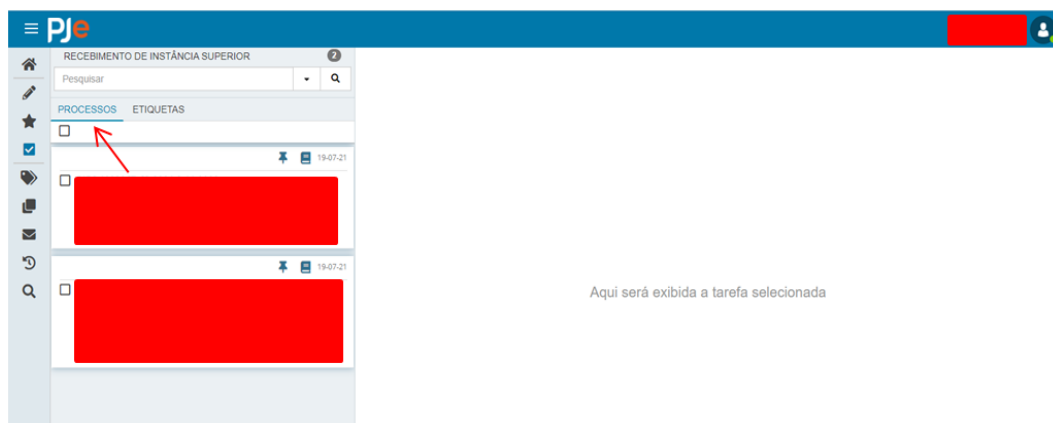 PJe
RECEBIMENTO DE INSTÂNCIA SUPERIOR 2
Pesquisar
PROCESSOS ETIQUETAS
19-07-21
19-07-21
Aqui será exibida a tarefa selecionada